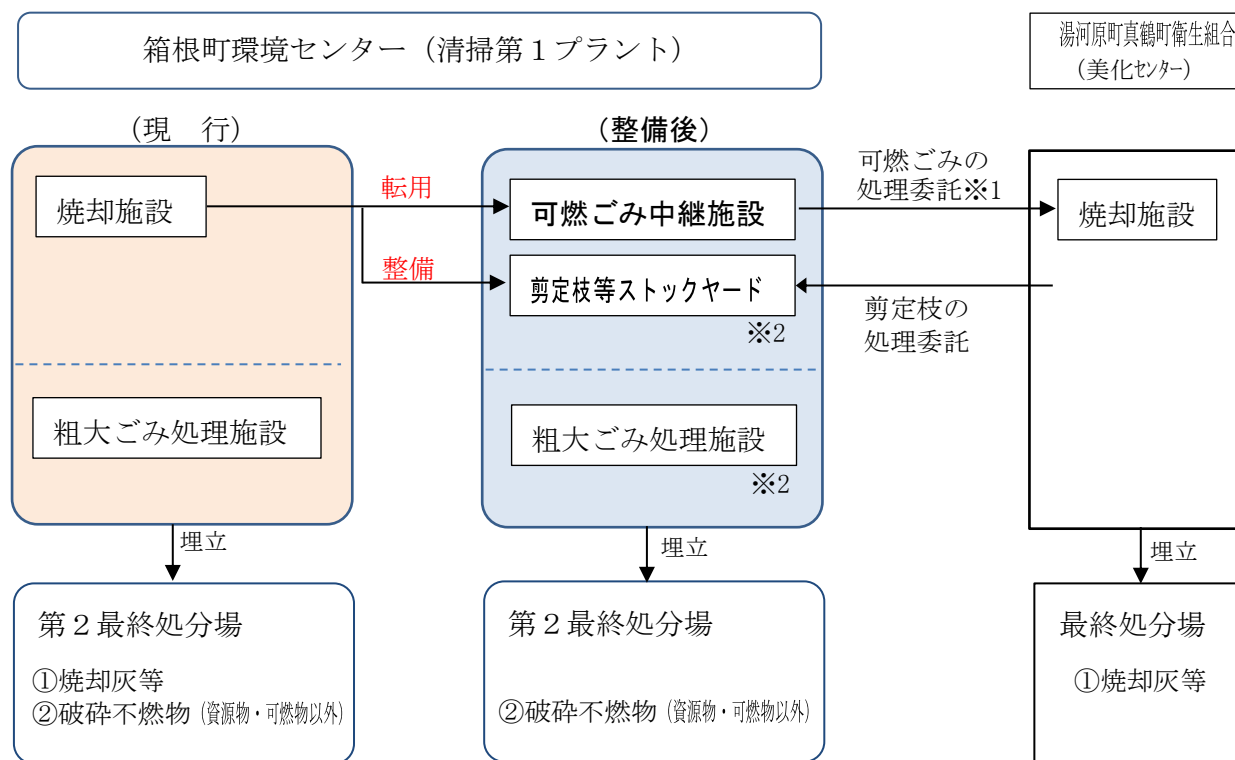 箱根町環境センター（清掃第１プラント）
湯河原町真鶴町衛生組合
（美化センター）
（現　行）
（整備後）
焼却施設
転用
整備
可燃ごみ中継施設
剪定枝等ストックヤード
※2
可燃ごみの
処理委託※1
焼却施設
剪定枝の
処理委託
粗大ごみ処理施設
粗大ごみ処理施設
※2
埋立
埋立
埋立
第２最終処分場
①焼却灰等
②破砕不燃物（資源物・可燃物以外）
第２最終処分場
②破砕不燃物（資源物・可燃物以外）
最終処分場
①焼却灰等